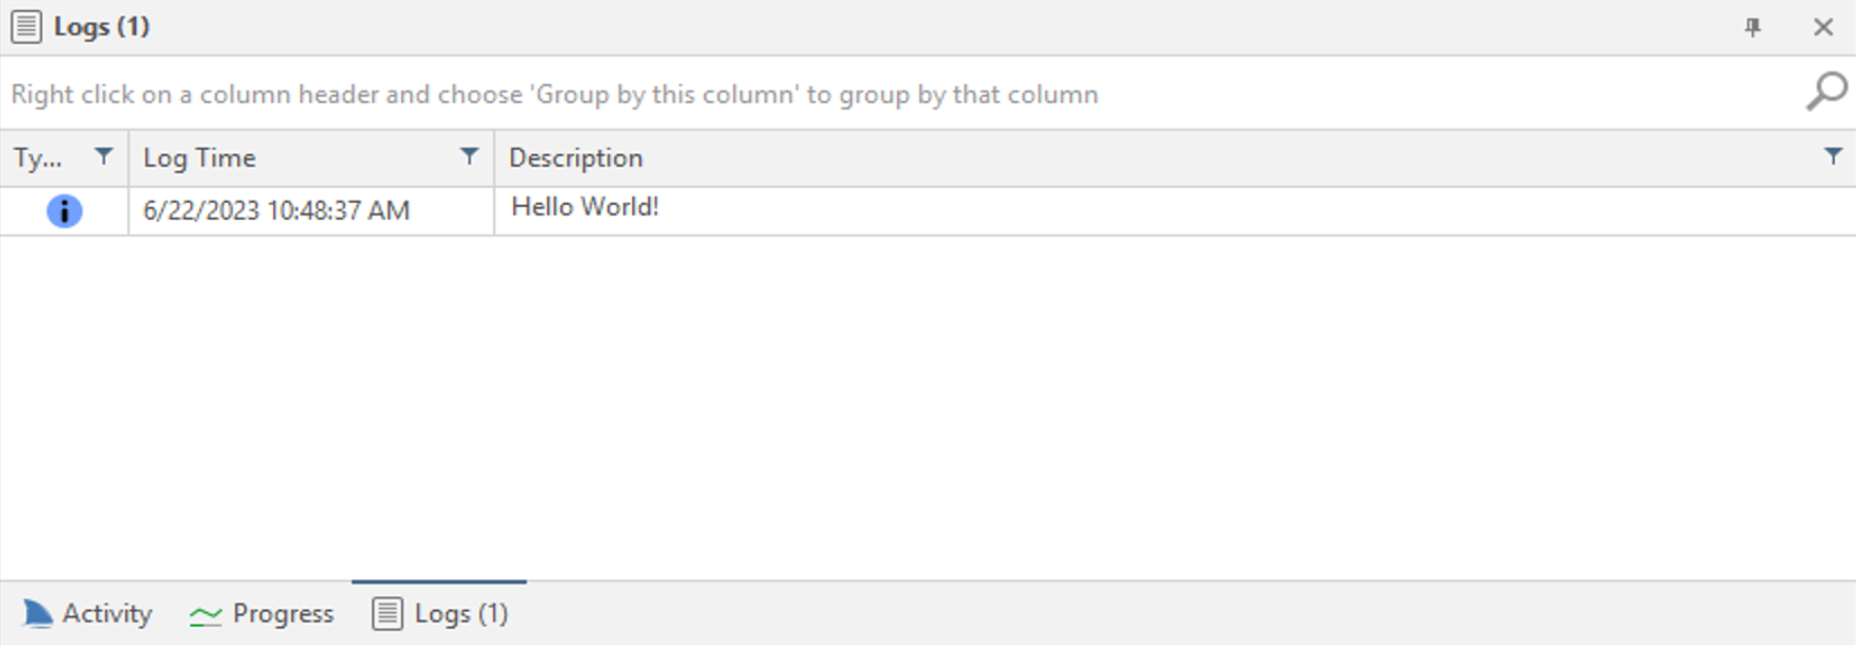 Logs (1)
Right click on a column header and choose 'Group by this column' to group by that column
Ty... Log Time Description
6/22/2023 10:48:37 AM Hello World!
Activity Progress Logs (1)